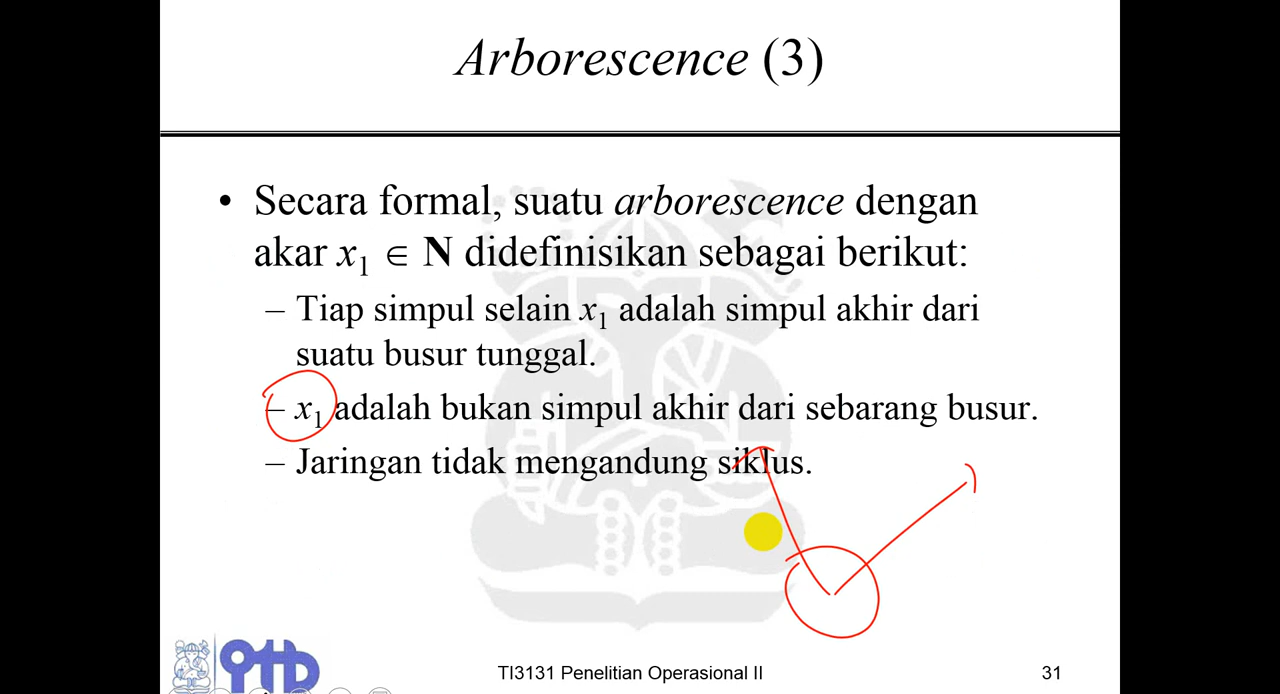 Arborescence (3)
• Secara formal, suatu arborescence dengan
akar x₁ ∈ N didefinisikan sebagai berikut:
– Tiap simpul selain x₁ adalah simpul akhir dari
suatu busur tunggal.
– x₁ adalah bukan simpul akhir dari sebarang busur.
– Jaringan tidak mengandung siklus.
TI3131 Penelitian Operasional II
31